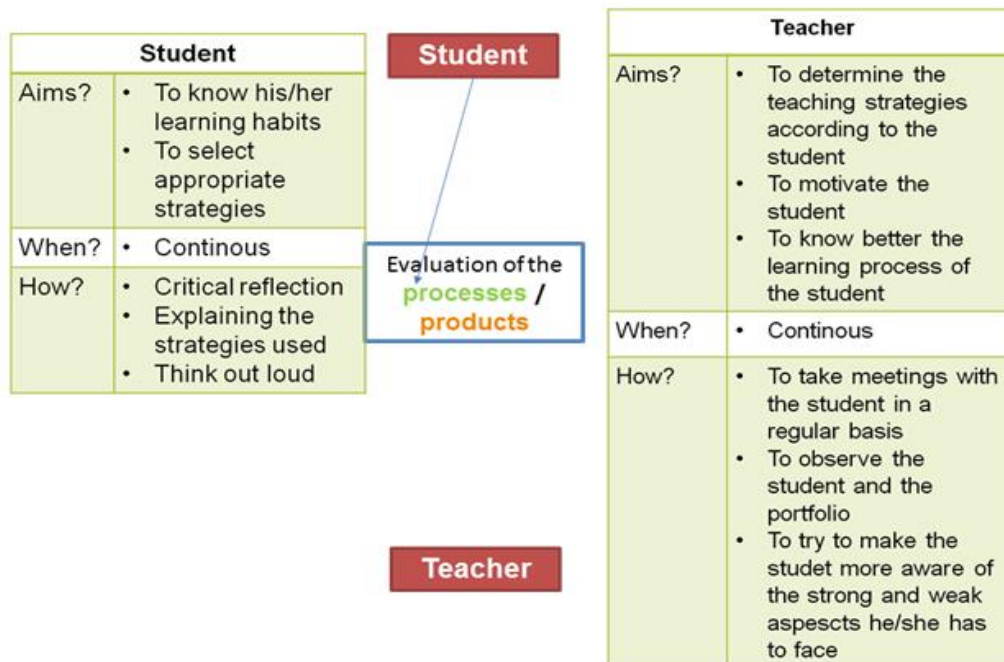 Student
Aims?
• To know his/her
learning habits
• To select
appropriate
strategies
When?
• Continous
How?
• Critical reflection
• Explaining the
strategies used
• Think out loud
Student
Evaluation of the
processes /
products
Teacher
Teacher
Aims?
• To determine the
teaching strategies
according to the
student
• To motivate the
student
• To know better the
learning process of
the student
When?
• Continous
How?
• To take meetings with
the student in a
regular basis
• To observe the
student and the
portfolio
• To try to make the
studet more aware of
the strong and weak
aspescts he/she has
to face